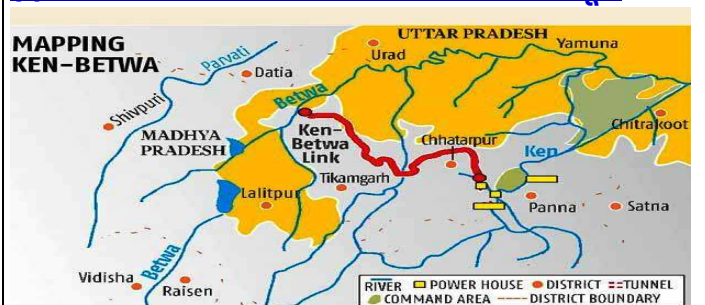 MAPPING
KEN-BETWA
UTTAR PRADESH
Parvati
Urad
Yamuna
Datia
Shivpuri
Betwa
MADHYA
PRADESH
Ken-
Betwa
Link
Chhatarpur
Chitrakoot
Ken
Tikamgarh
Lalitpur
Panna
Satna
Vidisha
Betwa
Raisen
RIVER POWER HOUSE DISTRICT TUNNEL
COMMAND AREA DISTRICT BOUNDARY